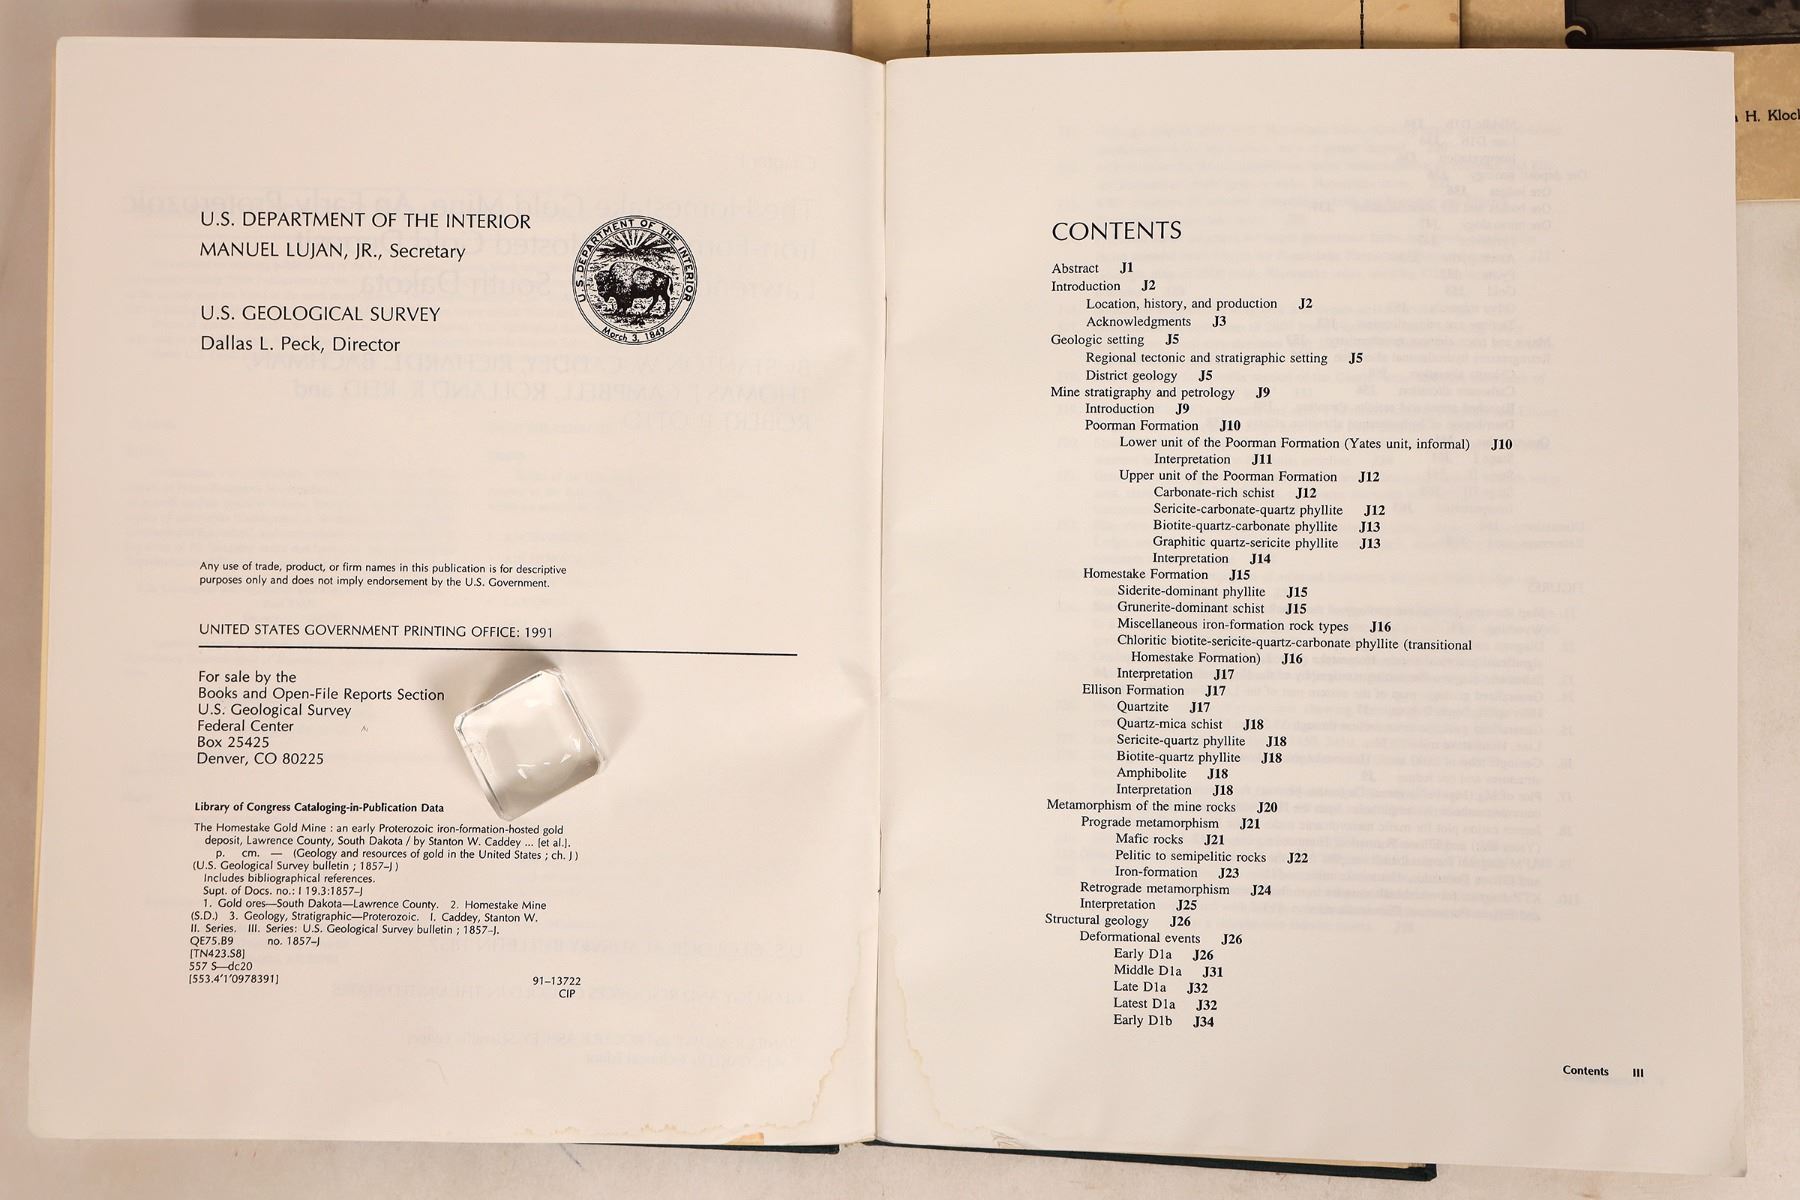 U.S. DEPARTMENT OF THE INTERIOR
MANUEL LUJAN, JR., Secretary
U.S. GEOLOGICAL SURVEY
Dallas L. Peck, Director
U.S. DEPARTMENT OF THE INTERIOR
March 3, 1849
Any use of trade, product, or firm names in this publication is for descriptive
purposes only and does not imply endorsement by the U.S. Government.
UNITED STATES GOVERNMENT PRINTING OFFICE: 1991
For sale by the
Books and Open-File Reports Section
U.S. Geological Survey
Federal Center
Box 25425
Denver, CO 80225
Library of Congress Cataloging-in-Publication Data
The Homestake Gold Mine : an early Proterozoic iron-formation-hosted gold
deposit, Lawrence County, South Dakota / by Stanton W. Caddey ... [et al.].
p. cm. — (Geology and resources of gold in the United States ; ch. J)
(U.S. Geological Survey bulletin ; 1857–J)
Includes bibliographical references.
Supt. of Docs. no.: I 19.3:1857–J
1. Gold ores—South Dakota—Lawrence County. 2. Homestake Mine
(S.D.) 3. Geology, Stratigraphic—Proterozoic. I. Caddey, Stanton W.
II. Series. III. Series: U.S. Geological Survey bulletin ; 1857–J.
QE75.B9 no. 1857–J
[TN423.S8]
557 S—dc20
[553.4'1'0978391] 91–13722
CIP
CONTENTS
Abstract J1
Introduction J2
Location, history, and production J2
Acknowledgments J3
Geologic setting J5
Regional tectonic and stratigraphic setting J5
District geology J5
Mine stratigraphy and petrology J9
Introduction J9
Poorman Formation J10
Lower unit of the Poorman Formation (Yates unit, informal) J10
Interpretation J11
Upper unit of the Poorman Formation J12
Carbonate-rich schist J12
Sericite-carbonate-quartz phyllite J12
Biotite-quartz-carbonate phyllite J13
Graphitic quartz-sericite phyllite J13
Interpretation J14
Homestake Formation J15
Siderite-dominant phyllite J15
Grunerite-dominant schist J15
Miscellaneous iron-formation rock types J16
Chloritic biotite-sericite-quartz-carbonate phyllite (transitional
Homestake Formation) J16
Interpretation J17
Ellison Formation J17
Quartzite J17
Quartz-mica schist J18
Sericite-quartz phyllite J18
Biotite-quartz phyllite J18
Amphibolite J18
Interpretation J18
Metamorphism of the mine rocks J20
Prograde metamorphism J21
Mafic rocks J21
Pelitic to semipelitic rocks J22
Iron-formation J23
Retrograde metamorphism J24
Interpretation J25
Structural geology J26
Deformational events J26
Early D1a J26
Middle D1a J31
Late D1a J32
Latest D1a J32
Early D1b J34
Contents III
H.